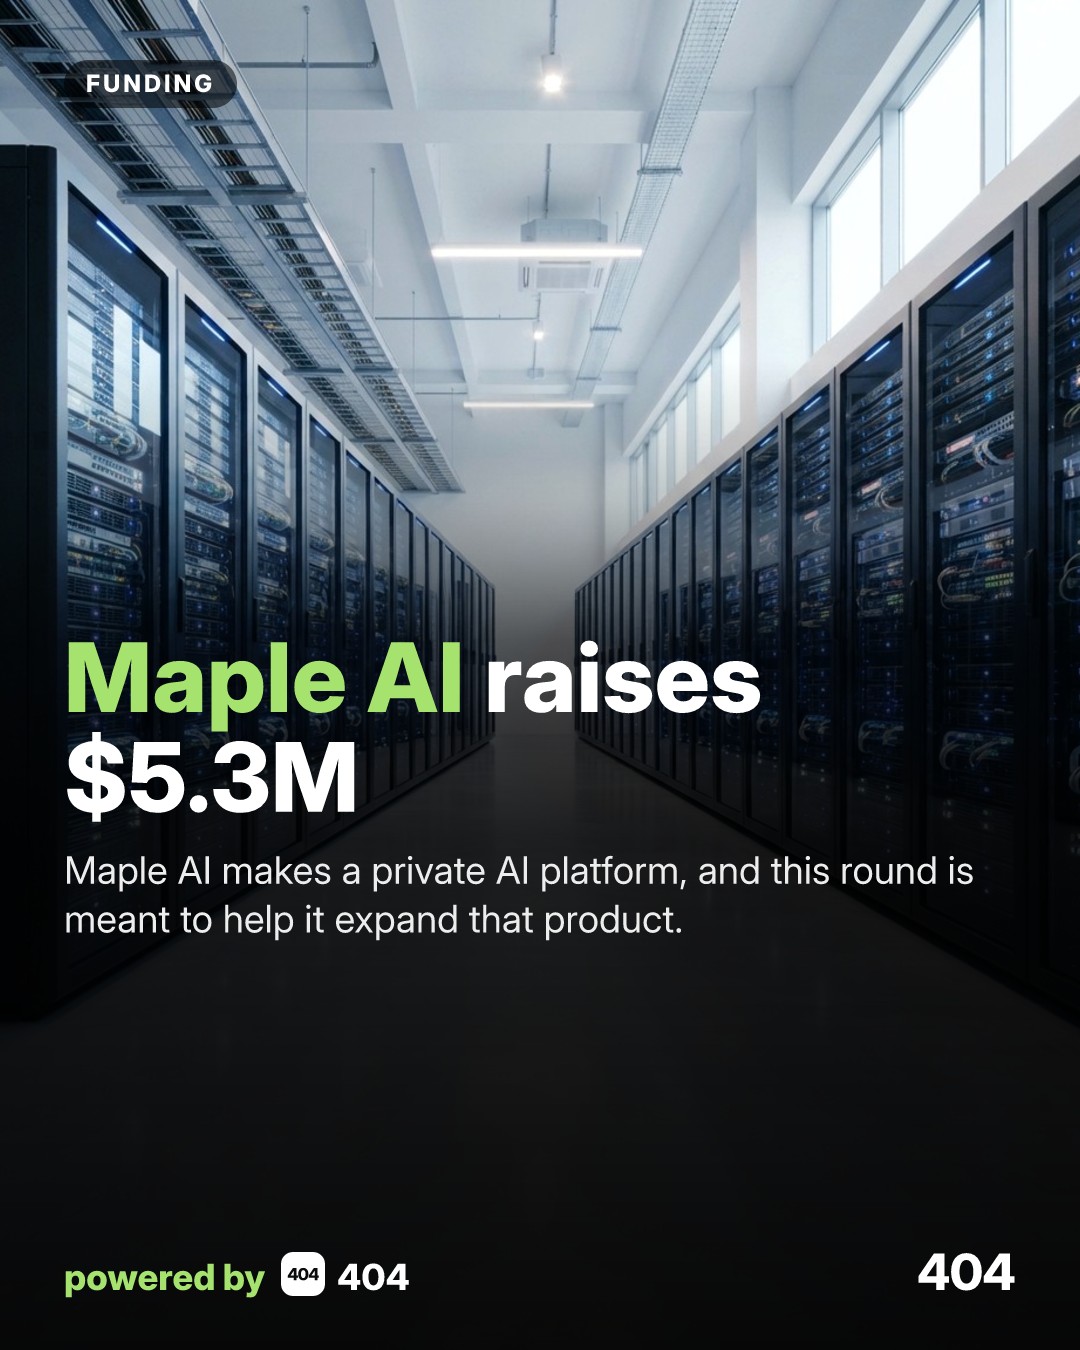 FUNDING
Maple AI raises
$5.3M
Maple AI makes a private AI platform, and this round is
meant to help it expand that product.
powered by 404 404
404